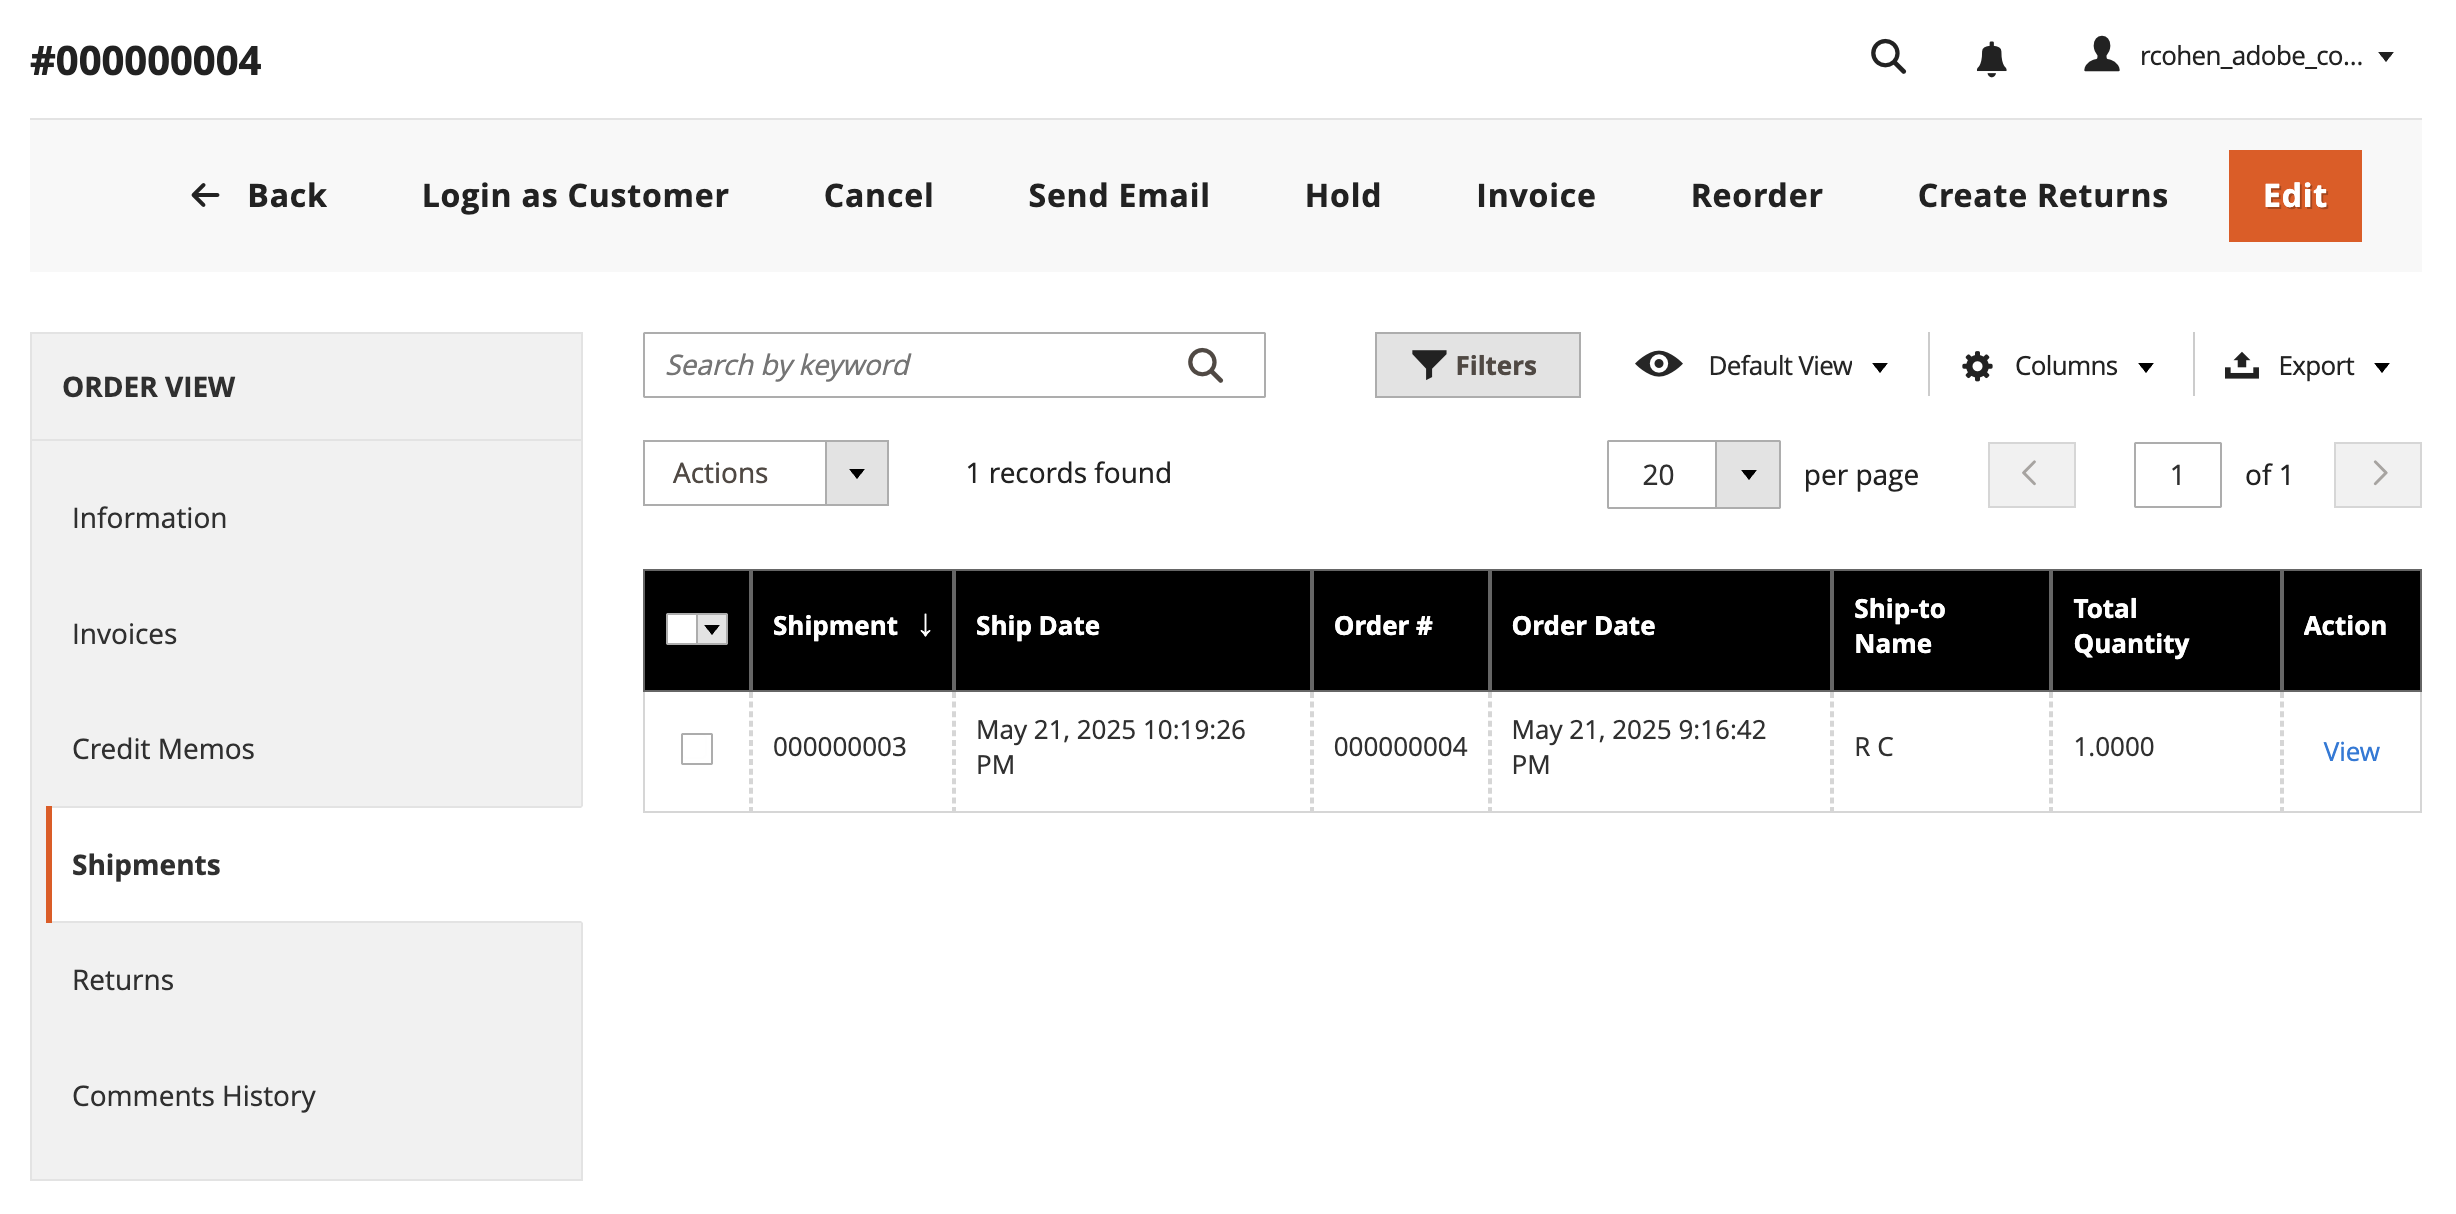 #000000004
rcohen_adobe_co...
Back Login as Customer Cancel Send Email Hold Invoice Reorder Create Returns Edit
ORDER VIEW
Information
Invoices
Credit Memos
Shipments
Returns
Comments History
Search by keyword
Filters Default View Columns Export
Actions 1 records found 20 per page 1 of 1
Shipment ↓ Ship Date Order # Order Date Ship-to Name Total Quantity Action
000000003 May 21, 2025 10:19:26 PM 000000004 May 21, 2025 9:16:42 PM R C 1.0000 View